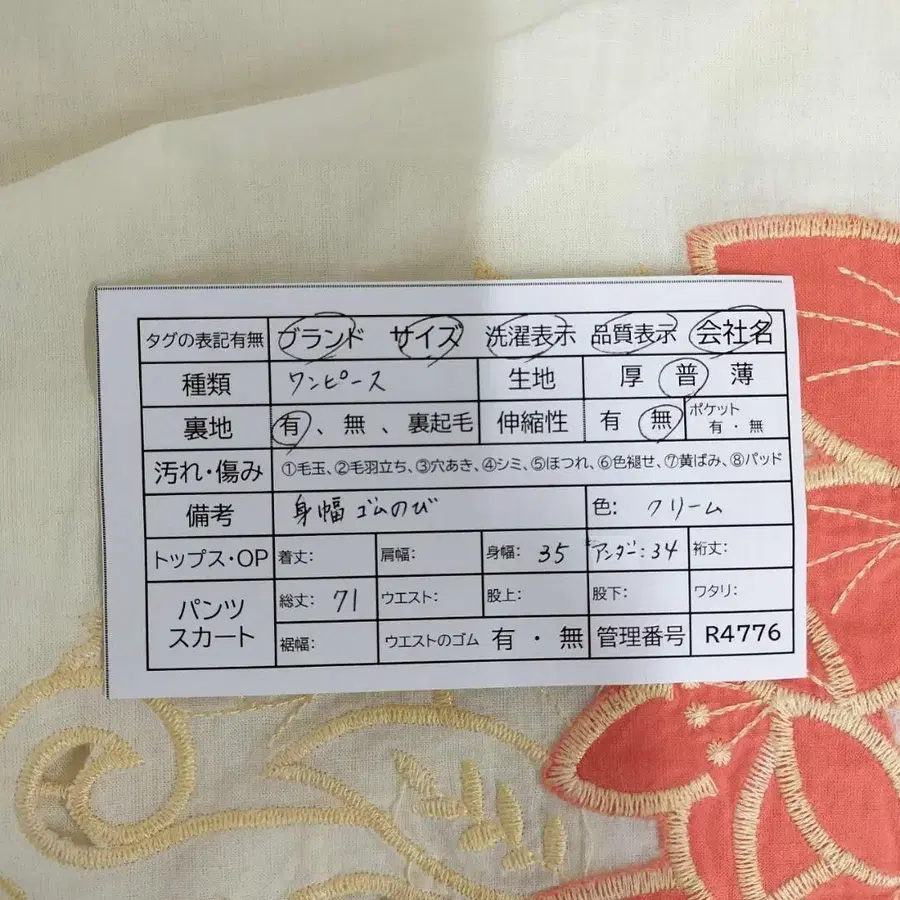 タグの表記有無 ブランド サイズ 洗濯表示 品質表示 会社名
種類 ワンピース 生地 厚 普 薄
裏地 有、無、裏起毛 伸縮性 有 無 ポケット 有・無
汚れ・傷み ①毛玉、②毛羽立ち、③穴あき、④シミ、⑤ほつれ、⑥色褪せ、⑦黄ばみ、⑧パッド
備考 身幅ゴムのび 色: クリーム
トップス・OP 着丈: 肩幅: 身幅: 35 アンダー:34 裄丈:
パンツ スカート 総丈: 71 ウエスト: 股上: 股下: ワタリ:
裾幅: ウエストのゴム 有・無 管理番号 R4776